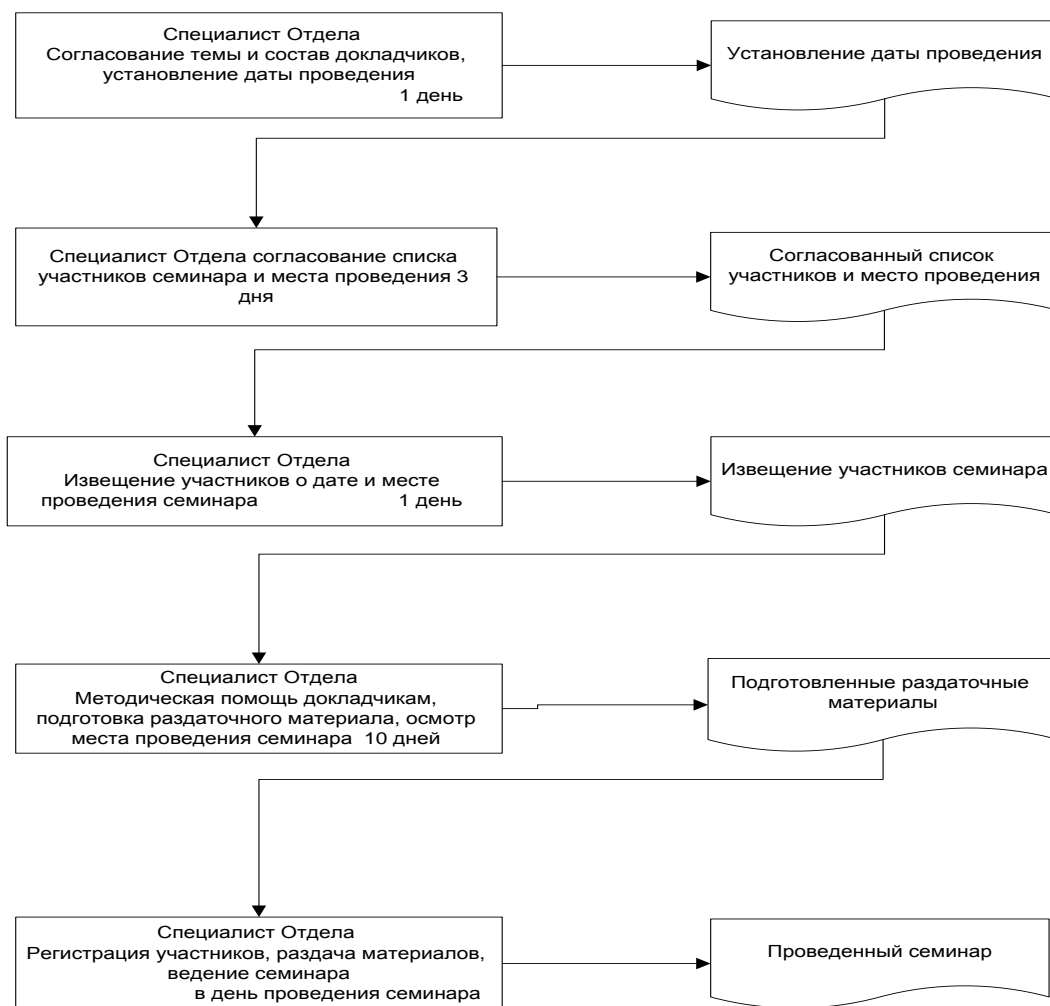 Специалист Отдела
Согласование темы и состав докладчиков,
установление даты проведения
1 день
Установление даты проведения
Специалист Отдела согласование списка
участников семинара и места проведения 3
дня
Согласованный список
участников и место проведения
Специалист Отдела
Извещение участников о дате и месте
проведения семинара 1 день
Извещение участников семинара
Специалист Отдела
Методическая помощь докладчикам,
подготовка раздаточного материала, осмотр
места проведения семинара 10 дней
Подготовленные раздаточные
материалы
Специалист Отдела
Регистрация участников, раздача материалов,
ведение семинара
в день проведения семинара
Проведенный семинар